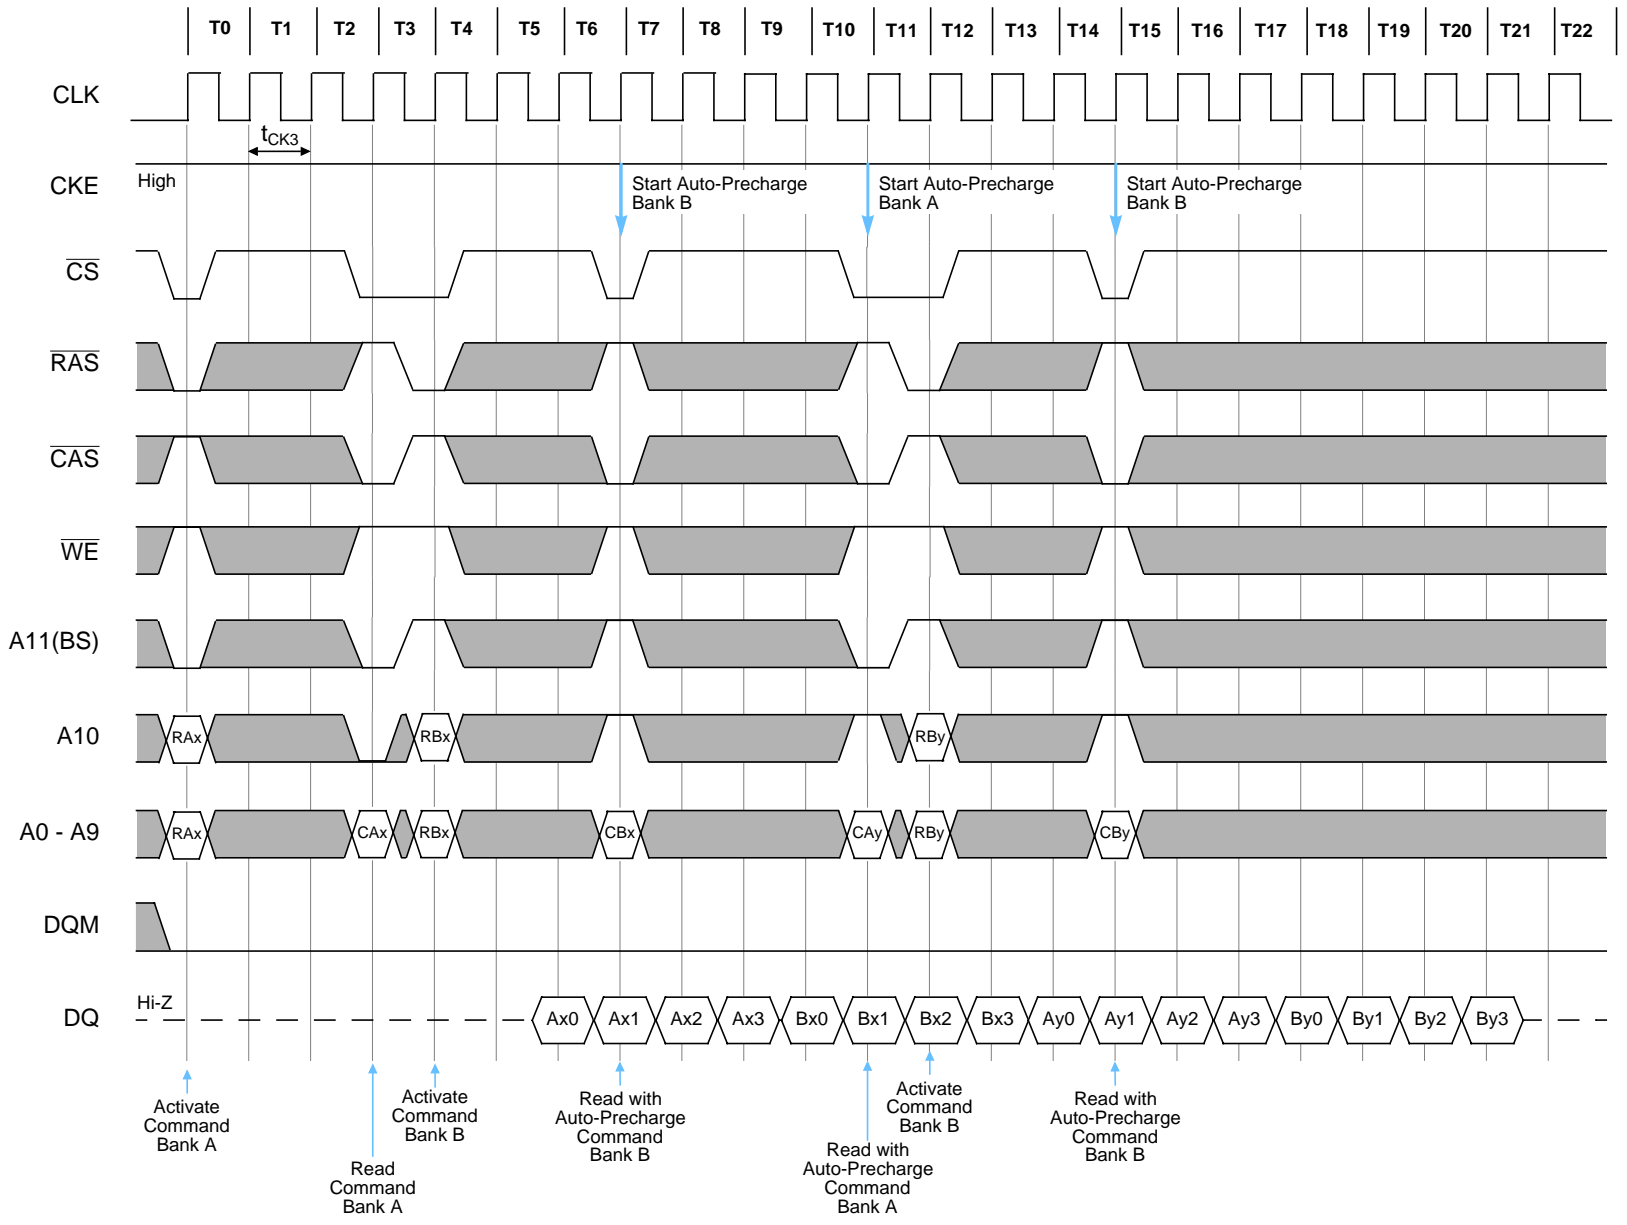 T0 T1 T2 T3 T4 T5 T6 T7 T8 T9 T10 T11 T12 T13 T14 T15 T16 T17 T18 T19 T20 T21 T22
CLK
tCK3
CKE
High
Start Auto-Precharge
Bank B
Start Auto-Precharge
Bank A
Start Auto-Precharge
Bank B
CS
RAS
CAS
WE
A11(BS)
A10
RAx RBx RBy
A0 - A9
RAx CAx RBx CBx CAy RBy CBy
DQM
DQ
Hi-Z
Ax0 Ax1 Ax2 Ax3 Bx0 Bx1 Bx2 Bx3 Ay0 Ay1 Ay2 Ay3 By0 By1 By2 By3
Activate
Command
Bank A
Read
Command
Bank A
Activate
Command
Bank B
Read with
Auto-Precharge
Command
Bank B
Read with
Auto-Precharge
Command
Bank A
Activate
Command
Bank B
Read with
Auto-Precharge
Command
Bank B